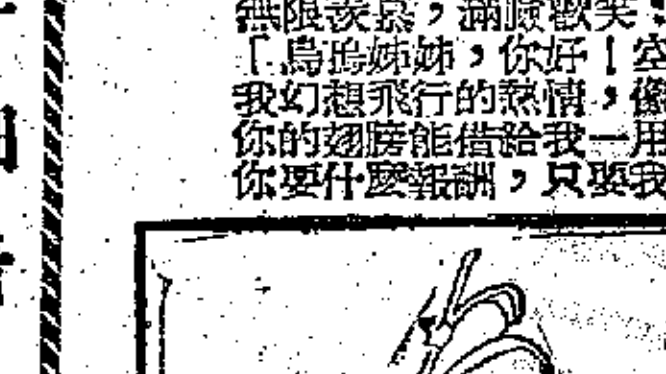 無限羨慕，滿臉歡笑：
「烏鴉姊姊，你好！空
我幻想飛行的熱情，像
你的翅膀能借給我一用
你要什麼報酬，只要我